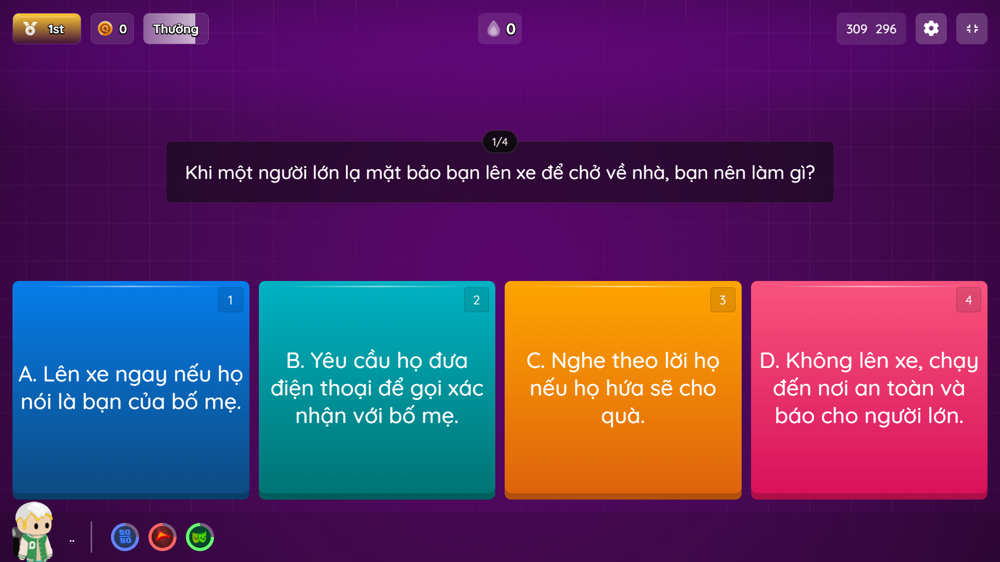 1st
0
Thưởng
0
309 296
1/4
Khi một người lớn lạ mặt bảo bạn lên xe để chở về nhà, bạn nên làm gì?
1
A. Lên xe ngay nếu họ
nói là bạn của bố mẹ.
2
B. Yêu cầu họ đưa
điện thoại để gọi xác
nhận với bố mẹ.
3
C. Nghe theo lời họ
nếu họ hứa sẽ cho
quà.
4
D. Không lên xe, chạy
đến nơi an toàn và
báo cho người lớn.
D
..
50
50